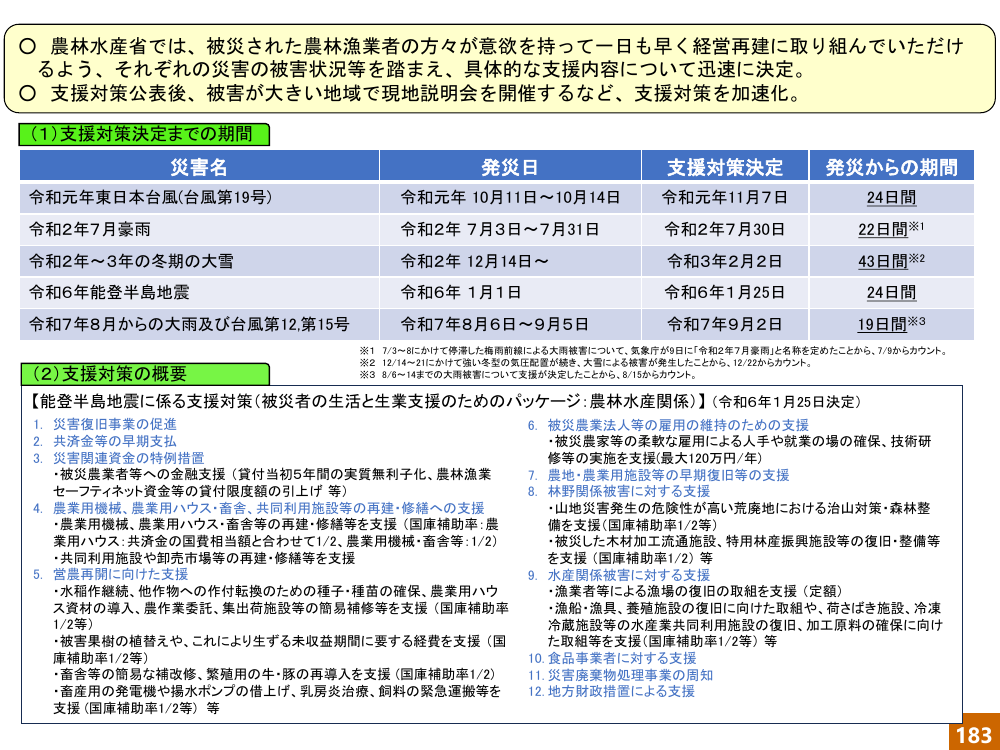 ○ 農林水産省では、被災された農林漁業者の方々が意欲を持って一日も早く経営再建に取り組んでいただけ
るよう、それぞれの災害の被害状況等を踏まえ、具体的な支援内容について迅速に決定。
○ 支援対策公表後、被害が大きい地域で現地説明会を開催するなど、支援対策を加速化。
(1)支援対策決定までの期間
災害名 発災日 支援対策決定 発災からの期間
令和元年東日本台風(台風第19号) 令和元年 10月11日～10月14日 令和元年11月7日 24日間
令和2年7月豪雨 令和2年 7月3日～7月31日 令和2年7月30日 22日間※1
令和2年～3年の冬期の大雪 令和2年 12月14日～ 令和3年2月2日 43日間※2
令和6年能登半島地震 令和6年 1月1日 令和6年1月25日 24日間
令和7年8月からの大雨及び台風第12,第15号 令和7年8月6日～9月5日 令和7年9月2日 19日間※3
※1 7/3～8にかけて停滞した梅雨前線による大雨被害について、気象庁が9日に「令和2年7月豪雨」と名称を定めたことから、7/9からカウント。
※2 12/14～21にかけて強い冬型の気圧配置が続き、大雪による被害が発生したことから、12/22からカウント。
※3 8/6～14までの大雨被害について支援が決定したことから、8/15からカウント。
(2)支援対策の概要
【能登半島地震に係る支援対策(被災者の生活と生業支援のためのパッケージ:農林水産関係)】(令和6年1月25日決定)
1. 災害復旧事業の促進
2. 共済金等の早期支払
3. 災害関連資金の特例措置
・被災農業者等への金融支援(貸付当初5年間の実質無利子化、農林漁業
セーフティネット資金等の貸付限度額の引上げ 等)
4. 農業用機械、農業用ハウス・畜舎、共同利用施設等の再建・修繕への支援
・農業用機械、農業用ハウス・畜舎等の再建・修繕等を支援(国庫補助率:農
業用ハウス:共済金の国費相当額と合わせて1/2、農業用機械・畜舎等:1/2)
・共同利用施設や卸売市場等の再建・修繕等を支援
5. 営農再開に向けた支援
・水稲作継続、他作物への作付転換のための種子・種苗の確保、農業用ハウ
ス資材の導入、農作業委託、集出荷施設等の簡易補修等を支援(国庫補助率
1/2等)
・被害果樹の植替えや、これにより生ずる未収益期間に要する経費を支援(国
庫補助率1/2等)
・畜舎等の簡易な補改修、繁殖用の牛・豚の再導入を支援(国庫補助率1/2)
・畜産用の発電機や揚水ポンプの借上げ、乳房炎治療、飼料の緊急運搬等を
支援(国庫補助率1/2等) 等
6. 被災農業法人等の雇用の維持のための支援
・被災農家等の柔軟な雇用による人手や就業の場の確保、技術研
修等の実施を支援(最大120万円/年)
7. 農地・農業用施設等の早期復旧等の支援
8. 林野関係被害に対する支援
・山地災害発生の危険性が高い荒廃地における治山対策・森林整
備を支援(国庫補助率1/2等)
・被災した木材加工流通施設、特用林産振興施設等の復旧・整備等
を支援(国庫補助率1/2)等
9. 水産関係被害に対する支援
・漁業者等による漁場の復旧の取組を支援(定額)
・漁船・漁具、養殖施設の復旧に向けた取組や、荷さばき施設、冷凍
冷蔵施設等の水産業共同利用施設の復旧、加工原料の確保に向け
た取組等を支援(国庫補助率1/2等)等
10. 食品事業者に対する支援
11. 災害廃棄物処理事業の周知
12. 地方財政措置による支援
183